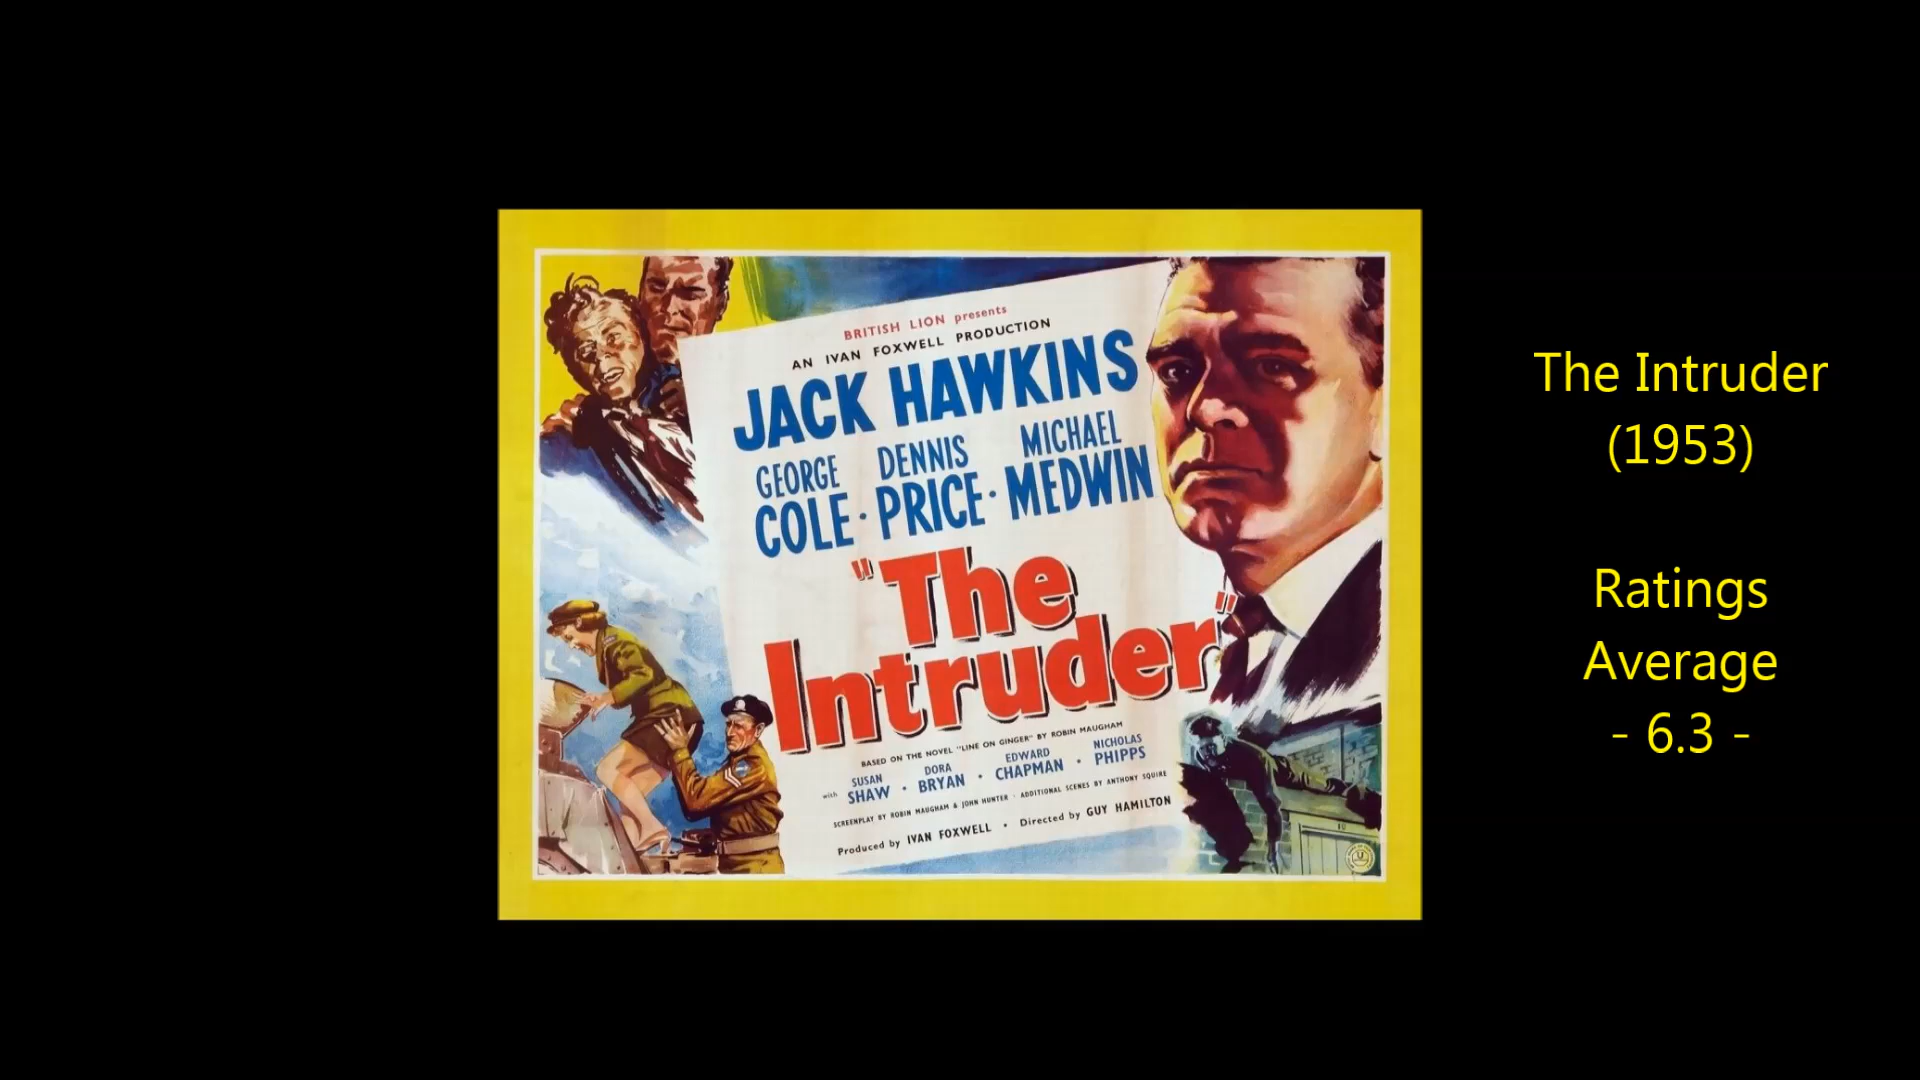 BRITISH LION presents
AN IVAN FOXWELL PRODUCTION
JACK HAWKINS
GEORGE DENNIS MICHAEL
COLE · PRICE · MEDWIN
"The
Intruder"
BASED ON THE NOVEL "LINE ON GINGER" BY ROBIN MAUGHAM
with SUSAN SHAW · DORA BRYAN · EDWARD CHAPMAN · NICHOLAS PHIPPS
SCREENPLAY BY ROBIN MAUGHAM & JOHN HUNTER · ADDITIONAL SCENES BY ANTHONY SQUIRE
Produced by IVAN FOXWELL · Directed by GUY HAMILTON
The Intruder
(1953)
Ratings
Average
- 6.3 -